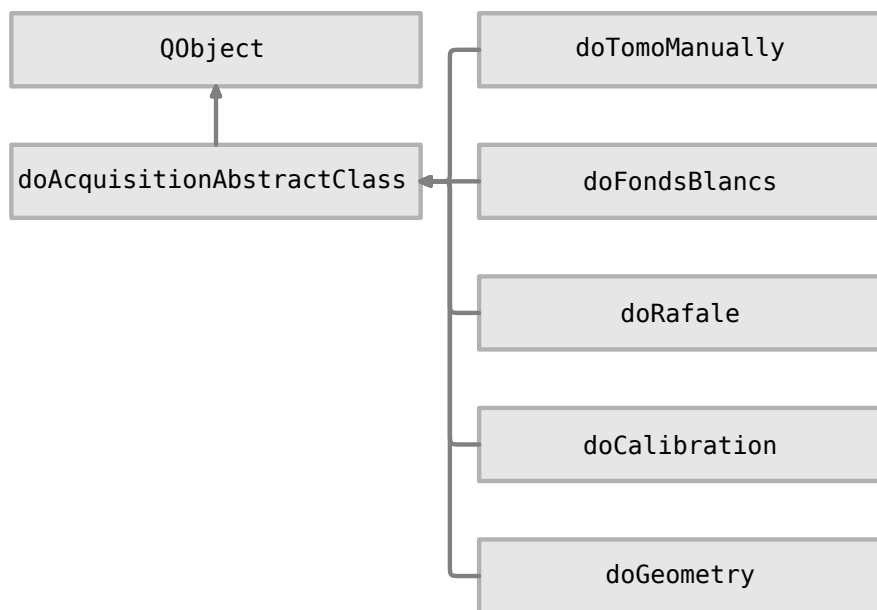 QObject
doAcquisitionAbstractClass
doTomoManually
doFondsBlancs
doRafale
doCalibration
doGeometry